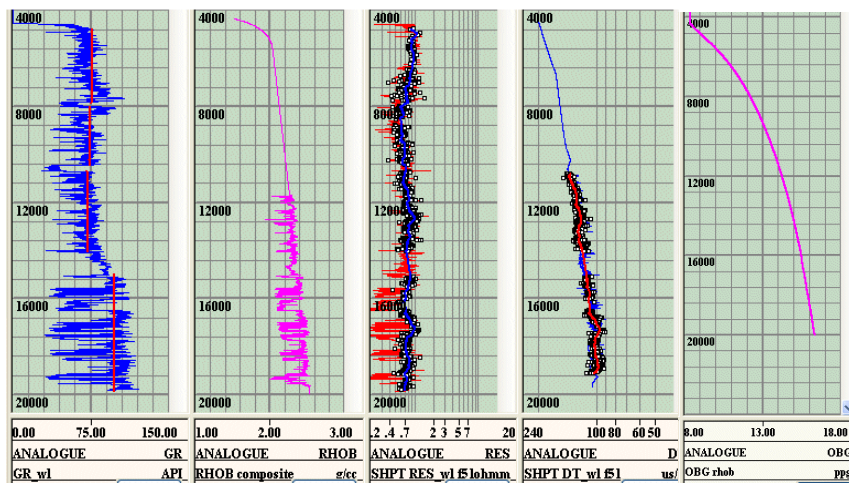 4000
8000
12000
16000
20000
0.00 75.00 150.00
ANALOGUE GR
GR_wl API
4000
8000
12000
16000
20000
1.00 2.00 3.00
ANALOGUE RHOB
RHOB composite g/cc
4000
8000
12000
16000
20000
.2 .4 .7 2 3 5 7 20
ANALOGUE RES
SHPT RES_wl f51ohmm
4000
8000
12000
16000
20000
240 100 80 60 50
ANALOGUE D
SHPT DT_wl f51 us/
4000
8000
12000
16000
20000
8.00 13.00 18.00
ANALOGUE OBG
OBG rhob ppg